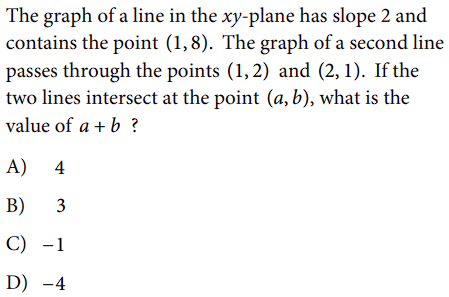 The graph of a line in the xy-plane has slope 2 and
contains the point (1, 8). The graph of a second line
passes through the points (1, 2) and (2, 1). If the
two lines intersect at the point (a, b), what is the
value of a + b ?
A) 4
B) 3
C) −1
D) −4